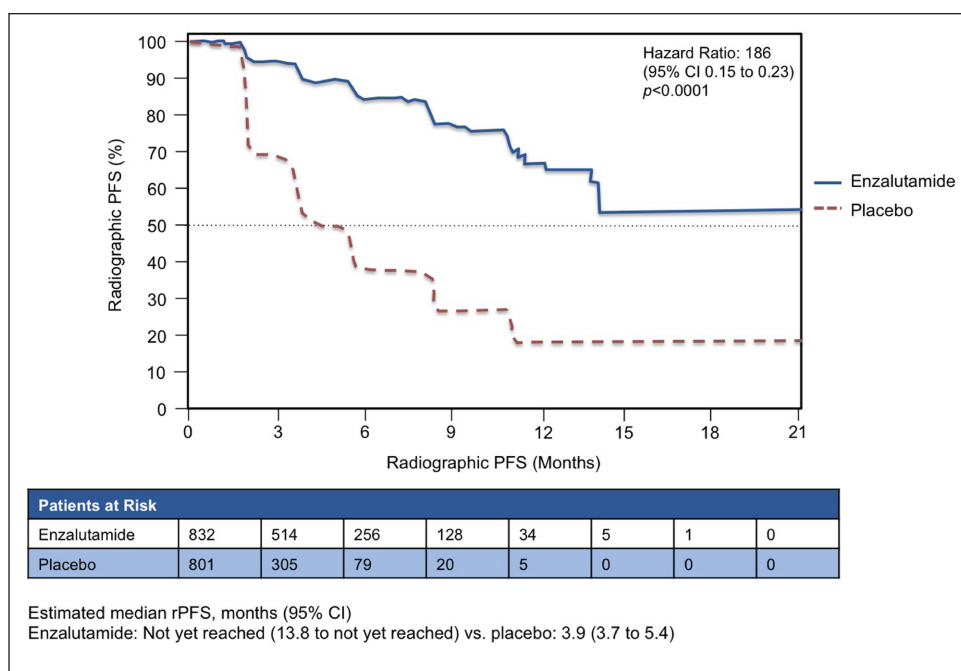 Hazard Ratio: 186
(95% CI 0.15 to 0.23)
p<0.0001
Radiographic PFS (%)
100
90
80
70
60
50
40
30
20
10
0
0 3 6 9 12 15 18 21
Radiographic PFS (Months)
Enzalutamide
Placebo
Patients at Risk
Enzalutamide 832 514 256 128 34 5 1 0
Placebo 801 305 79 20 5 0 0 0
Estimated median rPFS, months (95% CI)
Enzalutamide: Not yet reached (13.8 to not yet reached) vs. placebo: 3.9 (3.7 to 5.4)